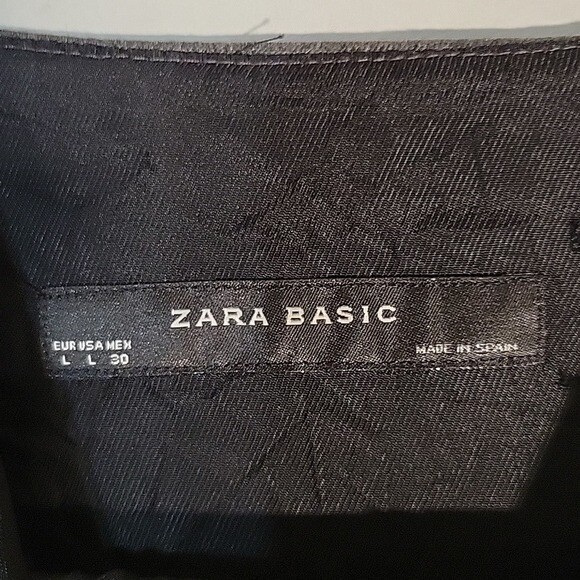 ZARA BASIC
EUR USA MEX
L L 30
MADE IN SPAIN